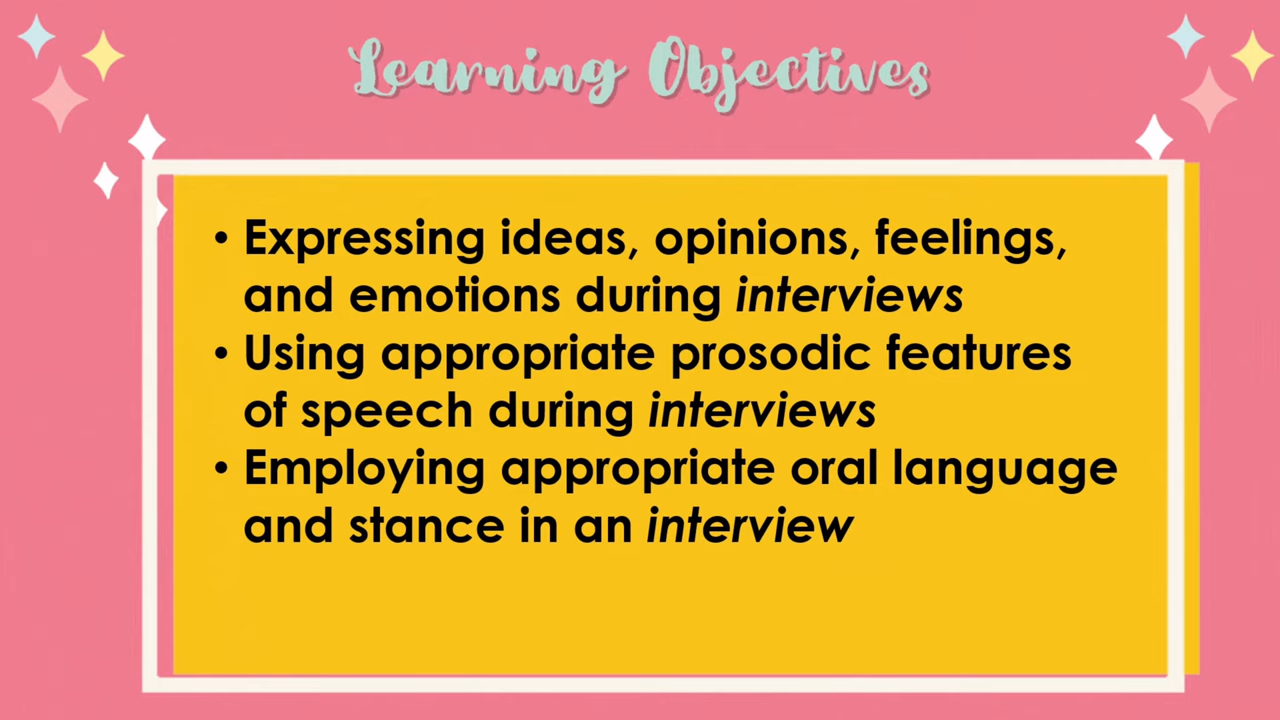 Learning Objectives
• Expressing ideas, opinions, feelings,
and emotions during interviews
• Using appropriate prosodic features
of speech during interviews
• Employing appropriate oral language
and stance in an interview